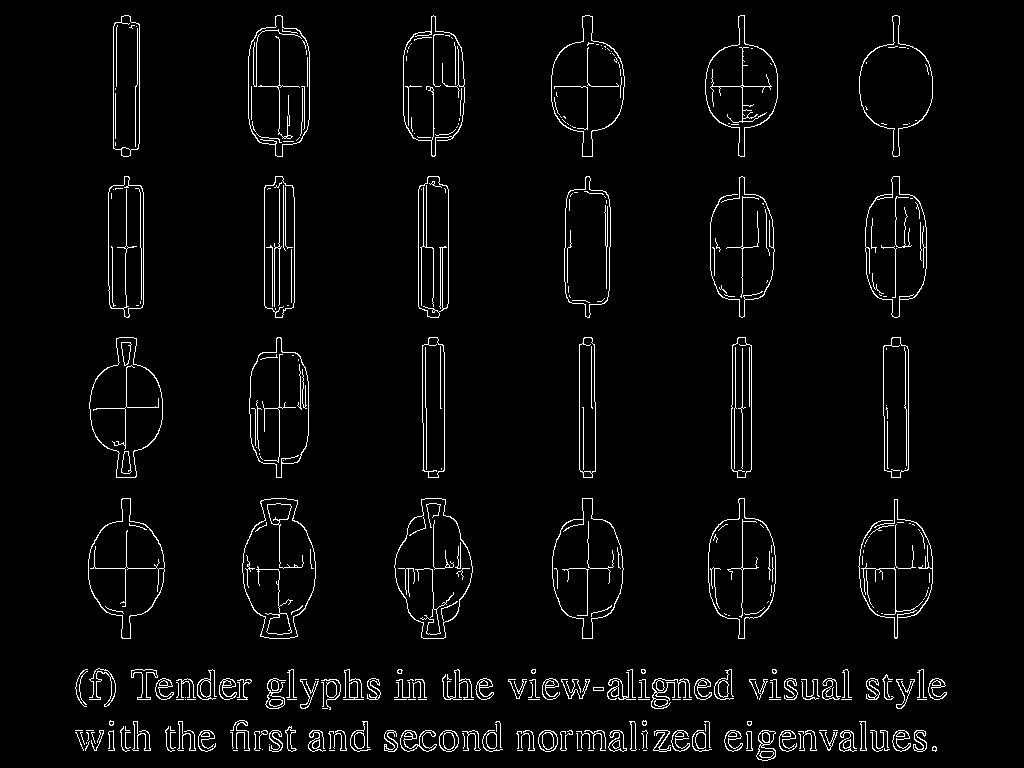 (f) Tender glyphs in the view-aligned visual style
with the first and second normalized eigenvalues.